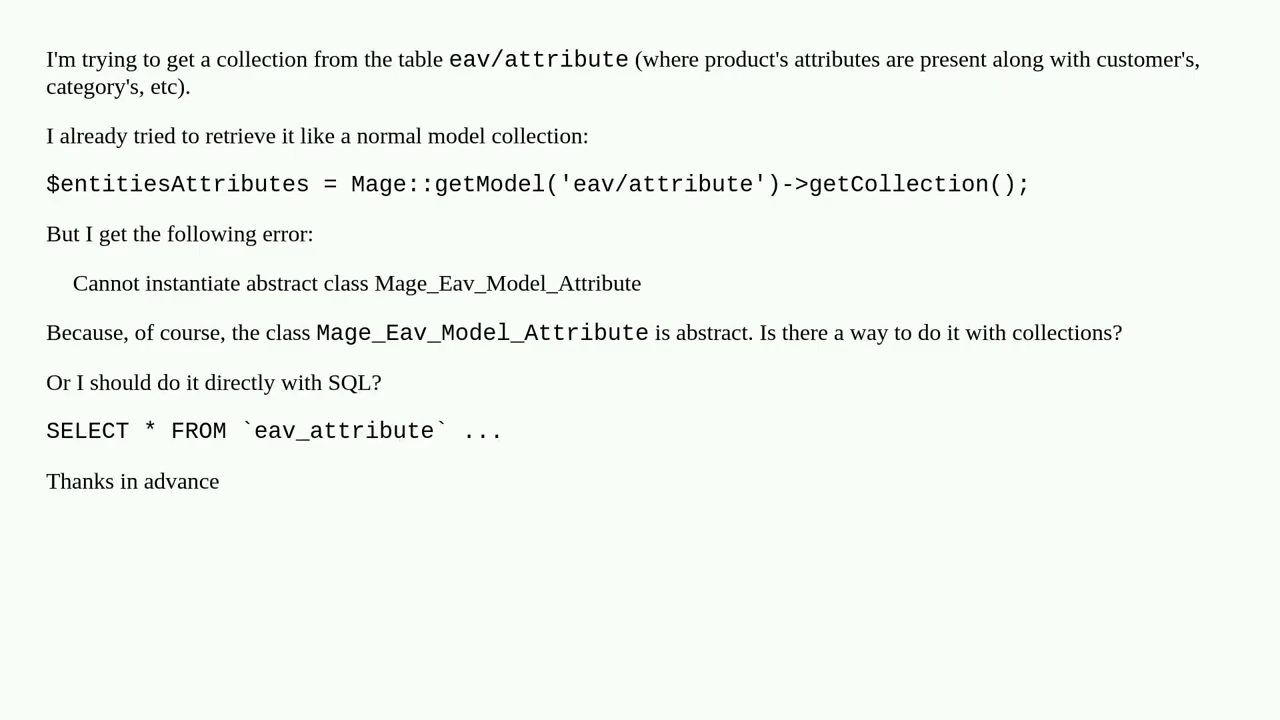 I'm trying to get a collection from the table eav/attribute (where product's attributes are present along with customer's,
category's, etc).
I already tried to retrieve it like a normal model collection:
$entitiesAttributes = Mage::getModel('eav/attribute')->getCollection();
But I get the following error:
Cannot instantiate abstract class Mage_Eav_Model_Attribute
Because, of course, the class Mage_Eav_Model_Attribute is abstract. Is there a way to do it with collections?
Or I should do it directly with SQL?
SELECT * FROM `eav_attribute` ...
Thanks in advance